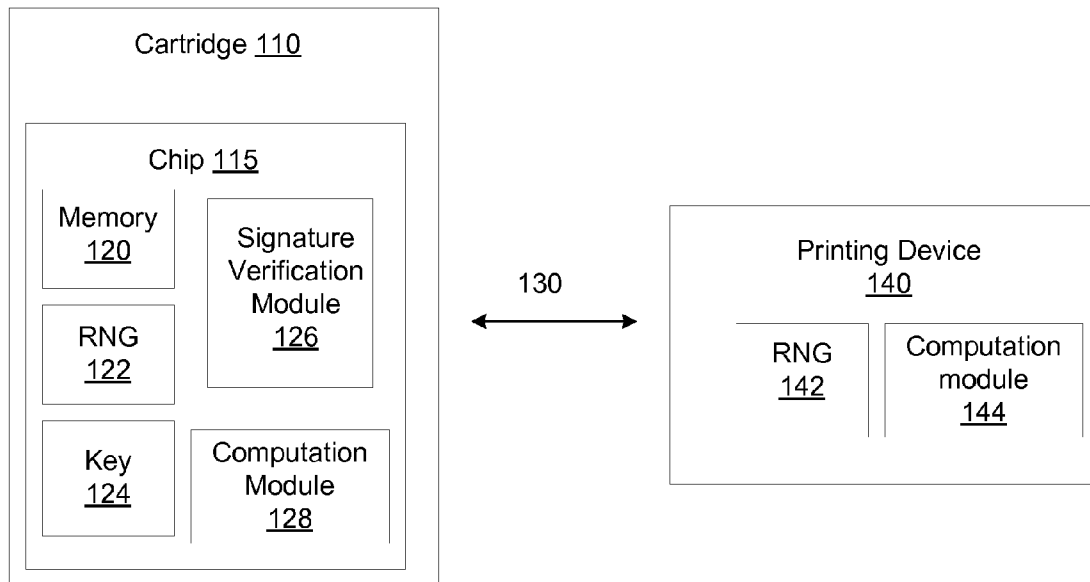 Cartridge 110
Chip 115
Memory
120
Signature
Verification
Module
126
RNG
122
Key
124
Computation
Module
128
130
Printing Device
140
RNG
142
Computation
module
144